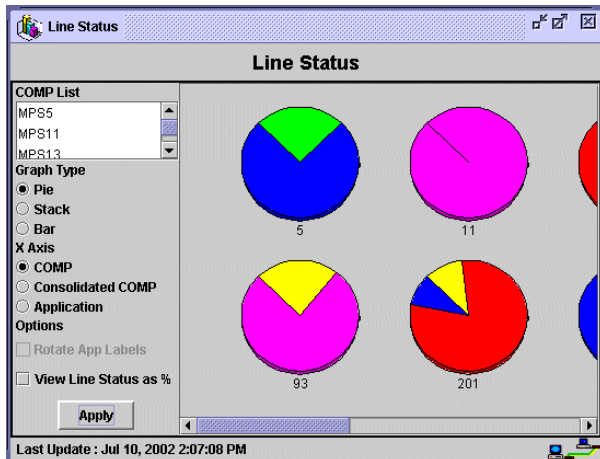 Line Status
Line Status
COMP List
MPS5
MPS11
MPS13
Graph Type
Pie
Stack
Bar
X Axis
COMP
Consolidated COMP
Application
Options
Rotate App Labels
View Line Status as %
Apply
5
11
93
201
Last Update : Jul 10, 2002 2:07:08 PM